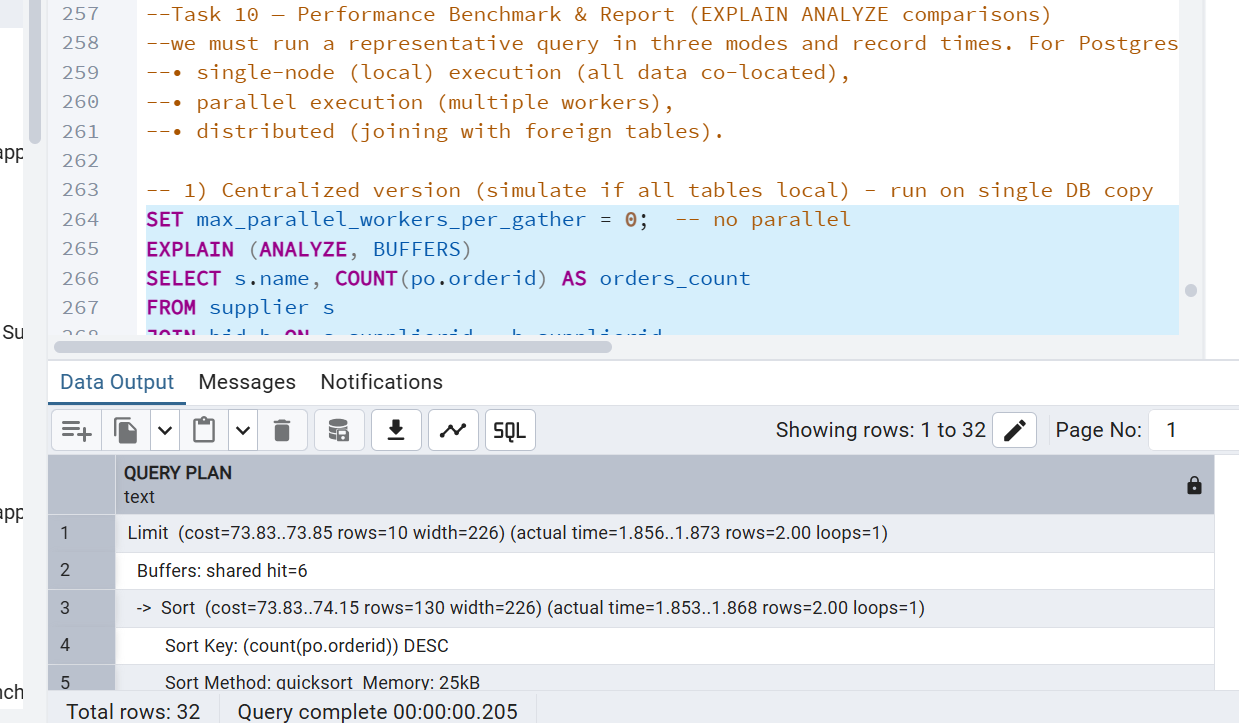 257 --Task 10 — Performance Benchmark & Report (EXPLAIN ANALYZE comparisons)
258 --we must run a representative query in three modes and record times. For Postgres
259 --• single-node (local) execution (all data co-located),
260 --• parallel execution (multiple workers),
261 --• distributed (joining with foreign tables).
262
263 -- 1) Centralized version (simulate if all tables local) - run on single DB copy
264 SET max_parallel_workers_per_gather = 0;  -- no parallel
265 EXPLAIN (ANALYZE, BUFFERS)
266 SELECT s.name, COUNT(po.orderid) AS orders_count
267 FROM supplier s
app
Su
app
nch
Data Output Messages Notifications
SQL Showing rows: 1 to 32 Page No: 1
QUERY PLAN
text
1 Limit (cost=73.83..73.85 rows=10 width=226) (actual time=1.856..1.873 rows=2.00 loops=1)
2 Buffers: shared hit=6
3 -> Sort (cost=73.83..74.15 rows=130 width=226) (actual time=1.853..1.868 rows=2.00 loops=1)
4 Sort Key: (count(po.orderid)) DESC
5 Sort Method: quicksort Memory: 25kB
Total rows: 32 Query complete 00:00:00.205